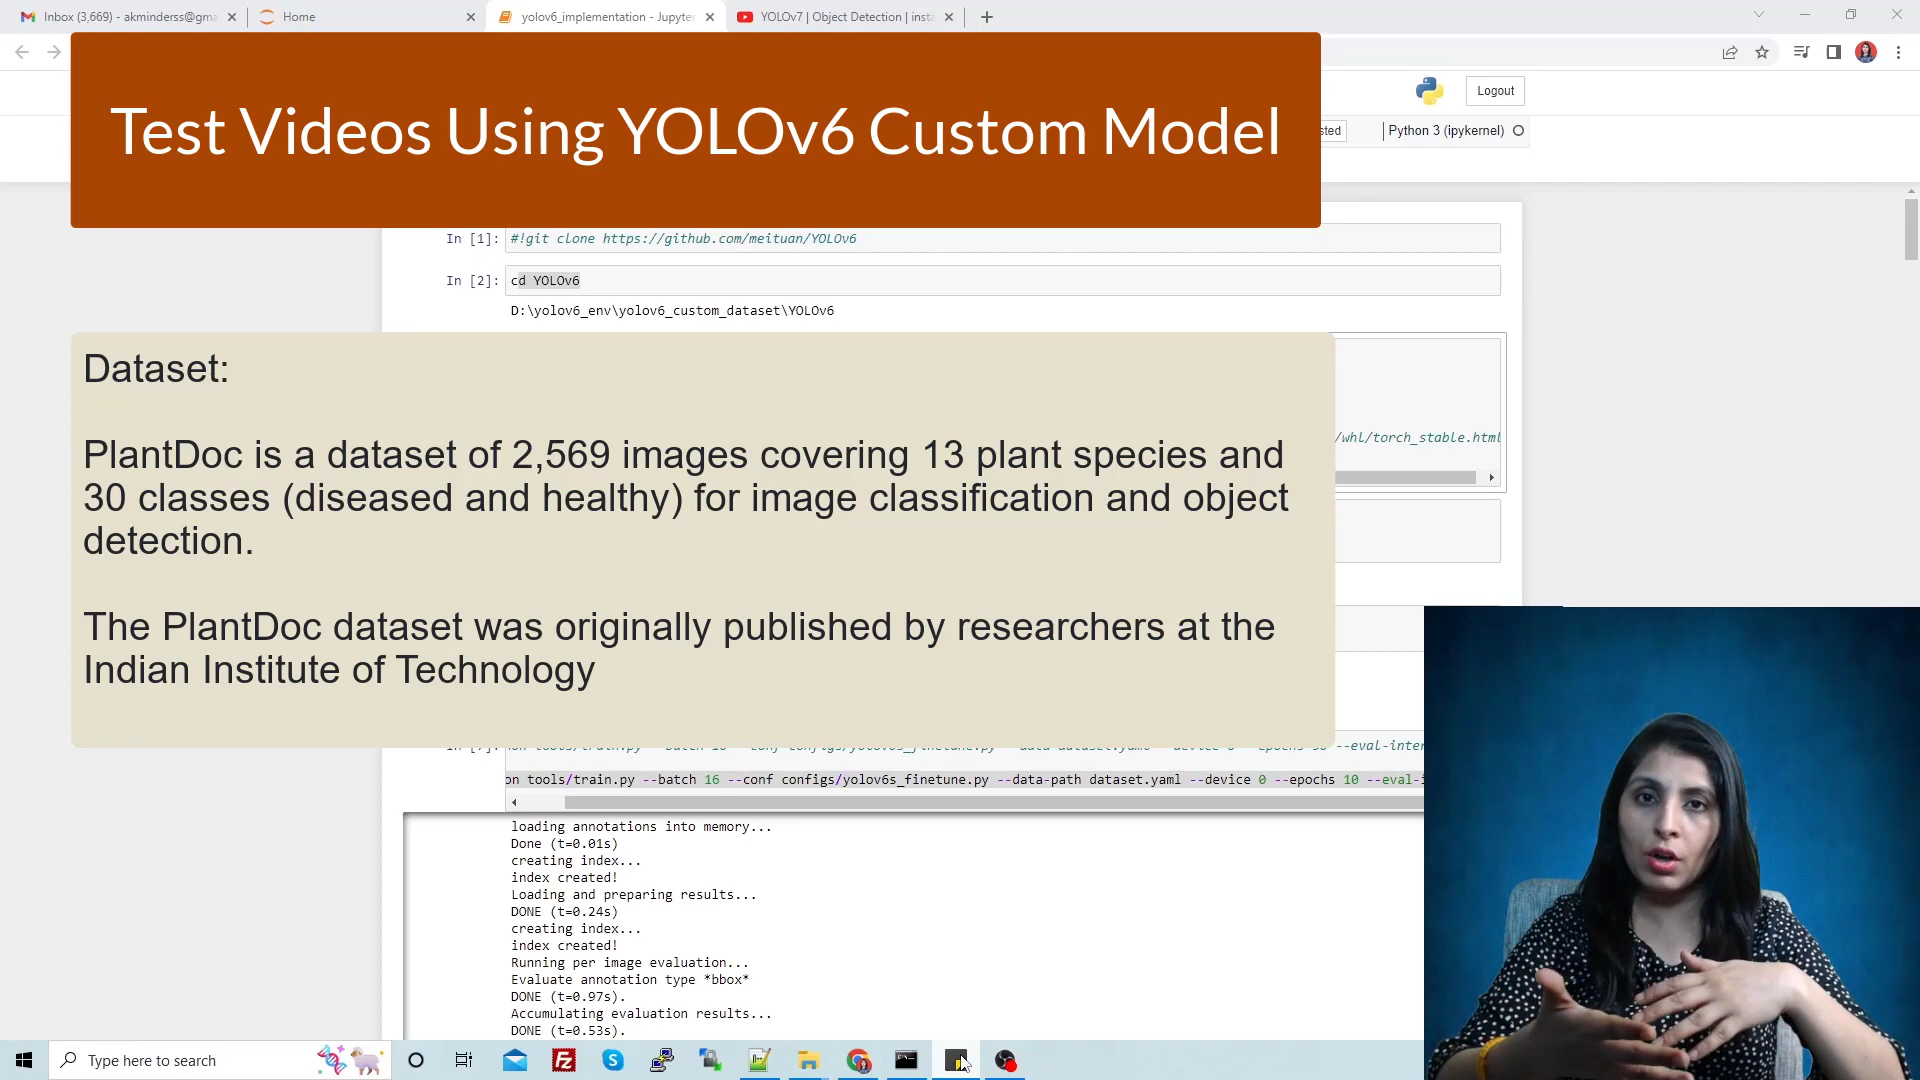 Inbox (3,669) - akminderss@gma
Home
yolov6_implementation - Jupyter
YOLOv7 | Object Detection | insta
Test Videos Using YOLOv6 Custom Model
Logout
sted
Python 3 (ipykernel)
In [1]: #!git clone https://github.com/meituan/YOLOv6
In [2]: cd YOLOv6
D:\yolov6_env\yolov6_custom_dataset\YOLOv6
Dataset:
/whl/torch_stable.html
PlantDoc is a dataset of 2,569 images covering 13 plant species and
30 classes (diseased and healthy) for image classification and object
detection.
The PlantDoc dataset was originally published by researchers at the
Indian Institute of Technology
on tools/train.py --batch 16 --conf configs/yolov6s_finetune.py --data-path dataset.yaml --device 0 --epochs 10 --eval-i
loading annotations into memory...
Done (t=0.01s)
creating index...
index created!
Loading and preparing results...
DONE (t=0.24s)
creating index...
index created!
Running per image evaluation...
Evaluate annotation type *bbox*
DONE (t=0.97s).
Accumulating evaluation results...
DONE (t=0.53s).
Type here to search